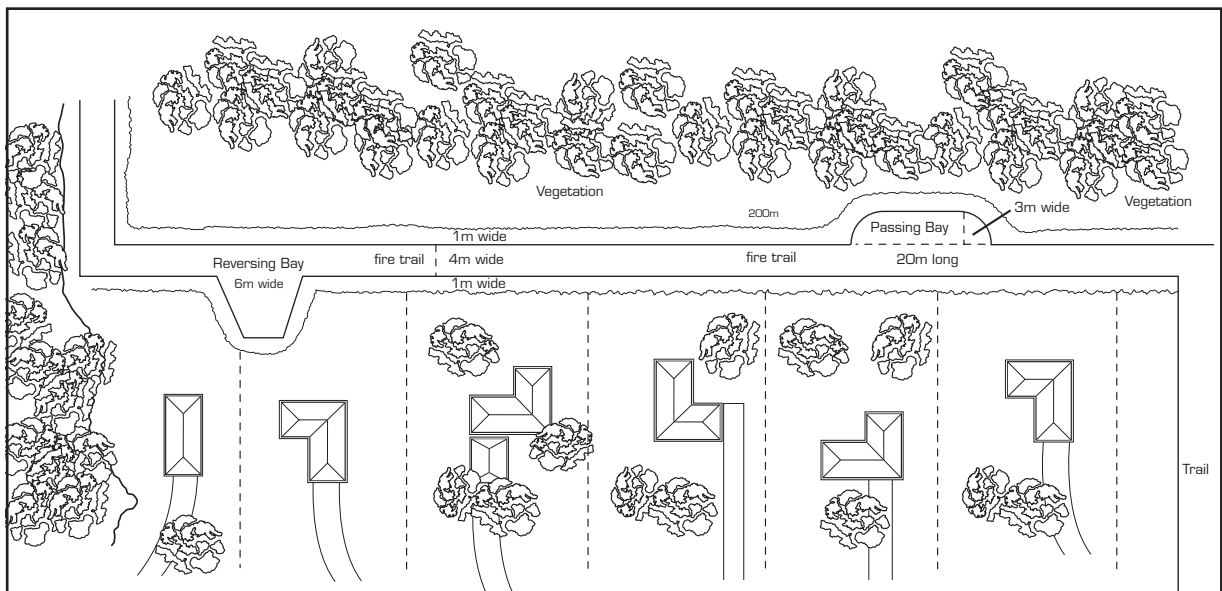 Vegetation
Vegetation
200m
3m wide
Passing Bay
1m wide
Reversing Bay
6m wide
fire trail
4m wide
fire trail
20m long
1m wide
Trail